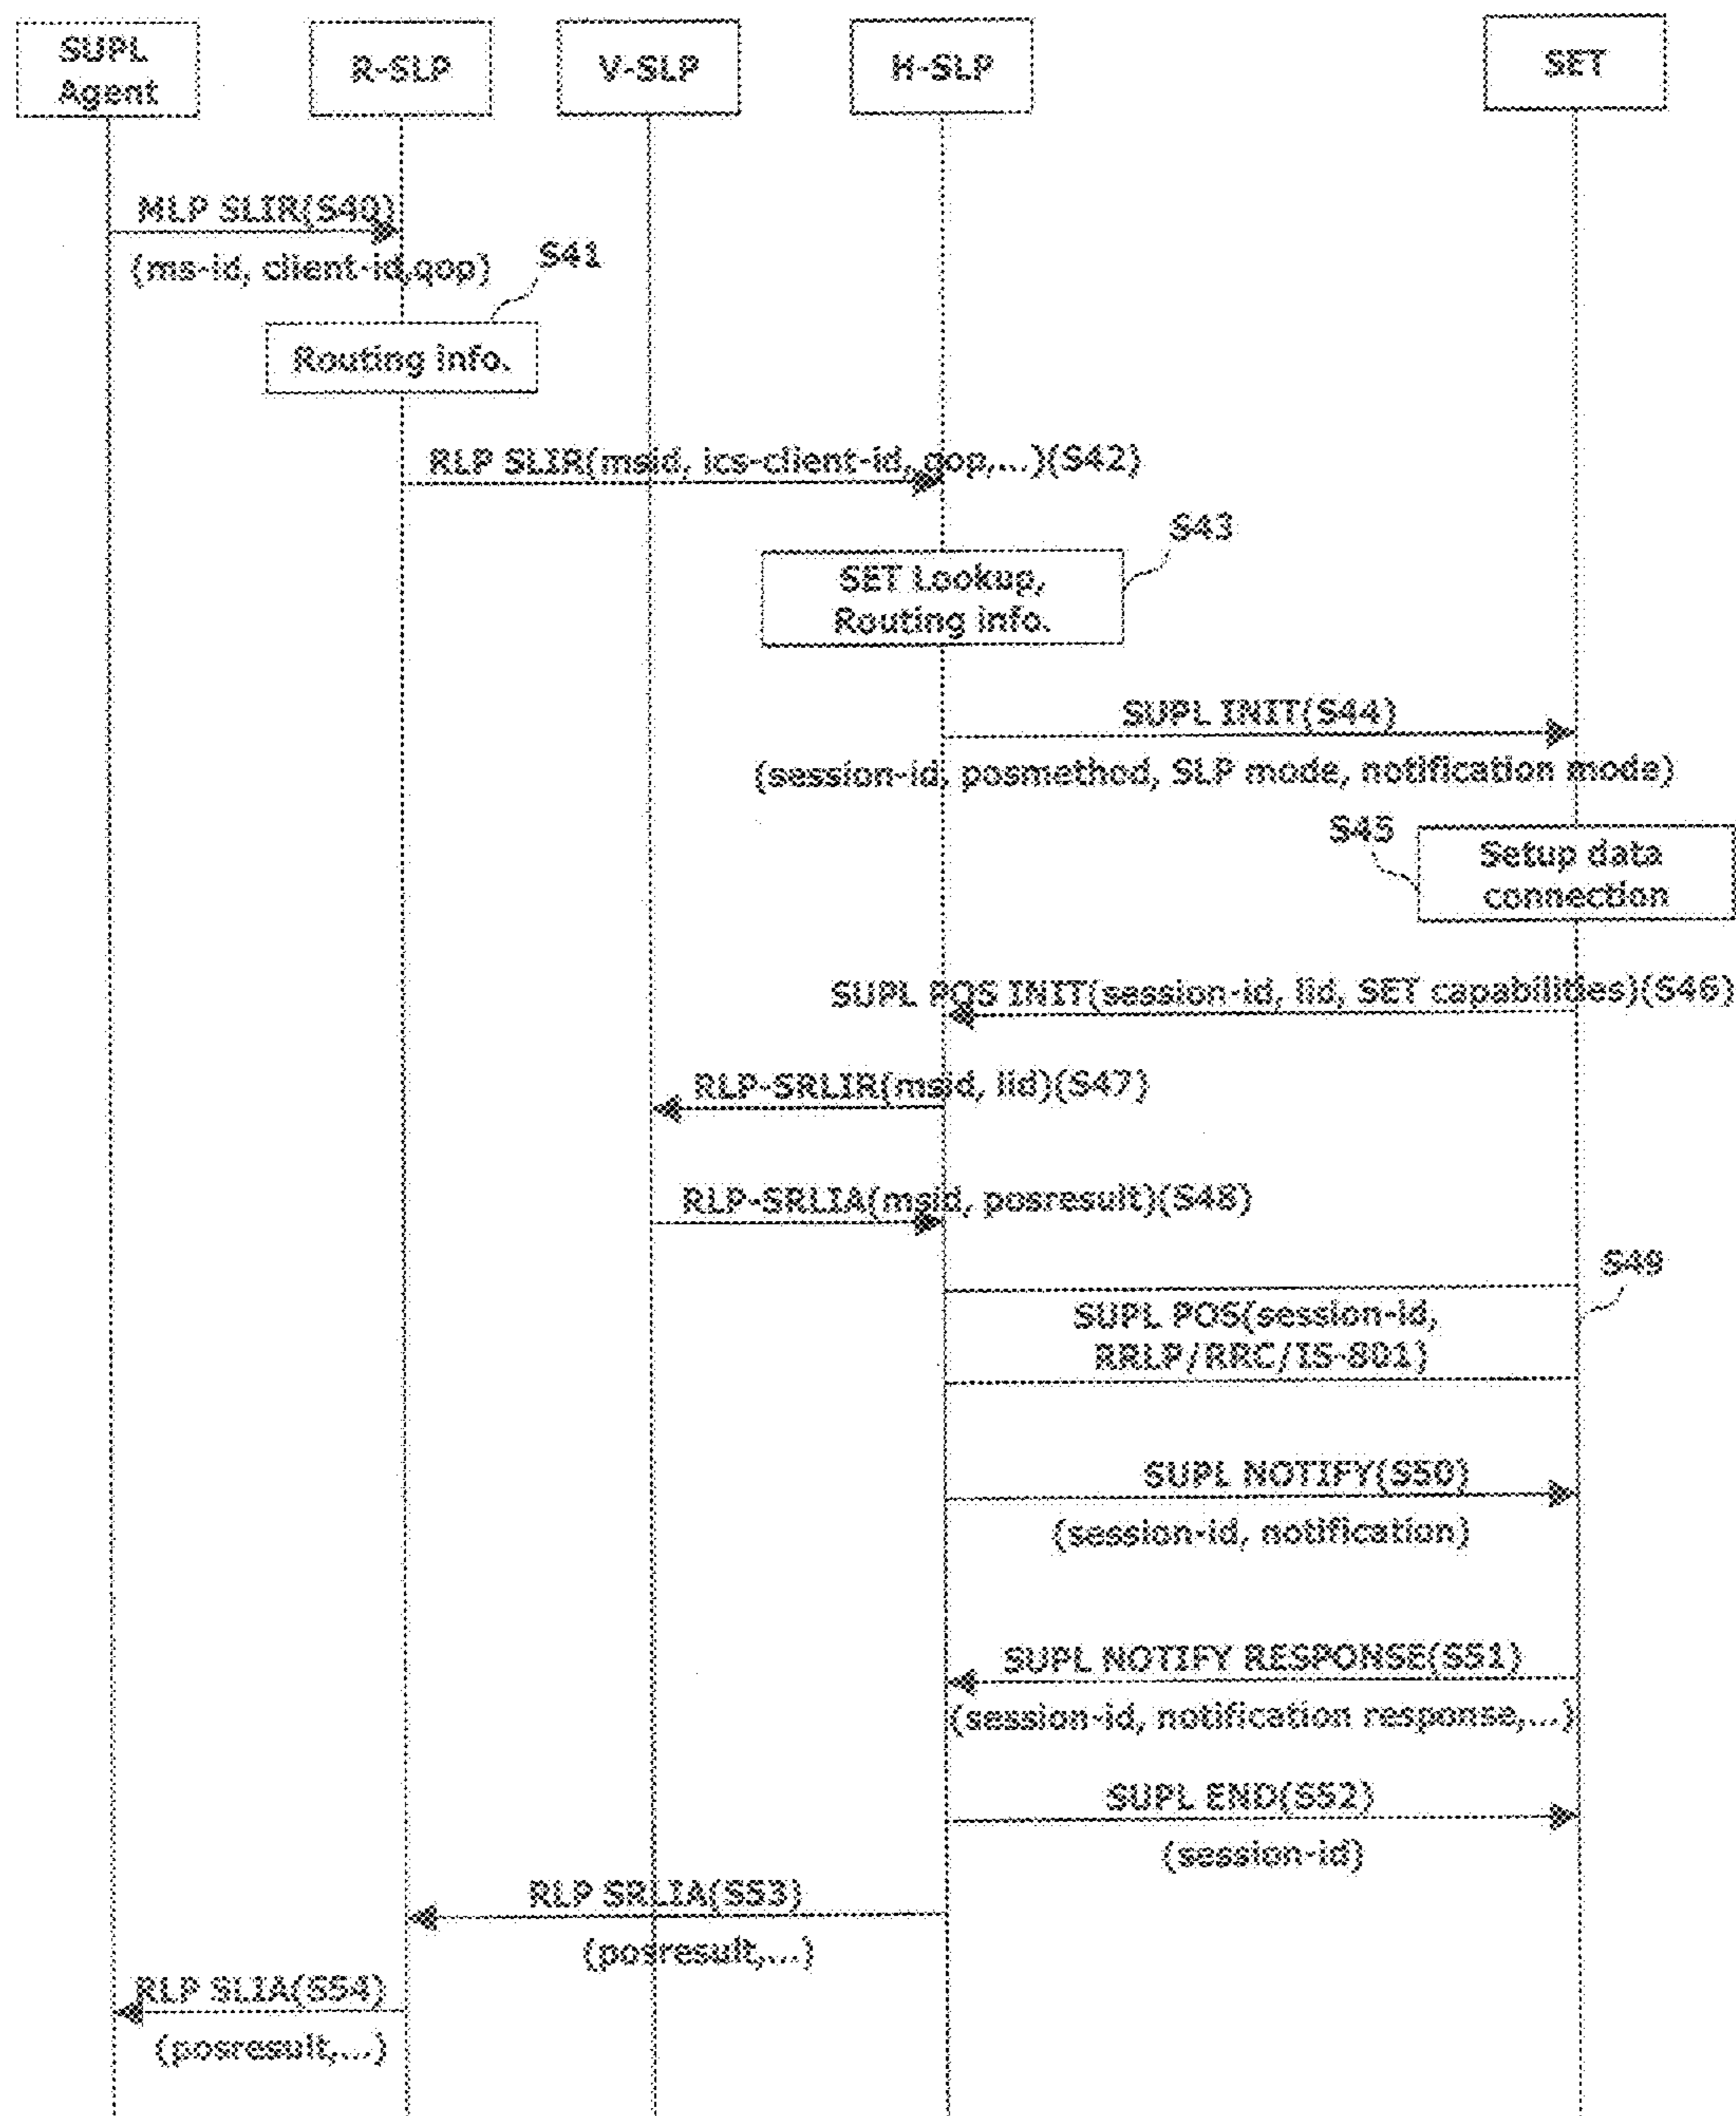 SUPL
Agent
R-SLP
V-SLP
H-SLP
SET
MLP SLIR(S40)
(ms-id, client-id,qop)
S41
Routing info.
RLP SLIR(msid, ics-client-id, qop,...)(S42)
S43
SET Lookup,
Routing info.
SUPL INIT(S44)
(session-id, posmethod, SLP mode, notification mode)
S45
Setup data
connection
SUPL POS INIT(session-id, lid, SET capabilities)(S46)
RLP-SRLIR(msid, lid)(S47)
RLP-SRLIA(msid, posresult)(S48)
S49
SUPL POS(session-id,
RRLP/RRC/IS-801)
SUPL NOTIFY(S50)
(session-id, notification)
SUPL NOTIFY RESPONSE(S51)
(session-id, notification response,...)
SUPL END(S52)
(session-id)
RLP SRLIA(S53)
(posresult,...)
RLP SLIA(S54)
(posresult,...)